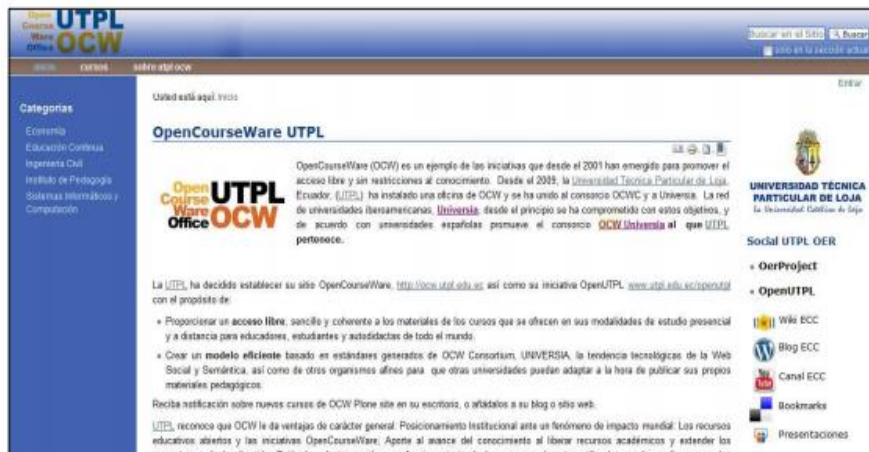 Open
Course
Ware
Office
UTPL
OCW
Buscar en el Sitio
Buscar
sólo en la sección actual
inicio cursos sobre utpl ocw
Entrar
Categorías
Economía
Educación Continua
Ingeniería Civil
Instituto de Pedagogía
Sistemas Informáticos y
Computación
Usted está aquí: Inicio
OpenCourseWare UTPL
Open
Course
Ware
Office
UTPL
OCW
OpenCourseWare (OCW) es un ejemplo de las iniciativas que desde el 2001 han emergido para promover el
acceso libre y sin restricciones al conocimiento. Desde el 2009, la Universidad Técnica Particular de Loja,
Ecuador, (UTPL) ha instalado una oficina de OCW y se ha unido al consorcio OCWC y a Universia. La red
de universidades iberoamericanas, Universia, desde el principio se ha comprometido con estos objetivos, y
de acuerdo con universidades españolas promueve el consorcio OCW Universia al que UTPL
pertenece.
La UTPL ha decidido establecer su sitio OpenCourseWare, http://ocw.utpl.edu.ec así como su iniciativa OpenUTPL www.utpl.edu.ec/openutpl
con el propósito de:
Proporcionar un acceso libre, sencillo y coherente a los materiales de los cursos que se ofrecen en sus modalidades de estudio presencial
y a distancia para educadores, estudiantes y autodidactas de todo el mundo.
Crear un modelo eficiente basado en estándares generados de OCW Consortium, UNIVERSIA, la tendencia tecnológicas de la Web
Social y Semántica, así como de otros organismos afines para que otras universidades puedan adaptar a la hora de publicar sus propios
materiales pedagógicos.
Reciba notificación sobre nuevos cursos de OCW Plone site en su escritorio, o añádalos a su blog o sitio web.
UTPL reconoce que OCW le da ventajas de carácter general: Posicionamiento Institucional ante un fenómeno de impacto mundial: Los recursos
educativos abiertos y las iniciativas OpenCourseWare; Aporte al avance del conocimiento al liberar recursos académicos y extender los
UNIVERSIDAD TÉCNICA
PARTICULAR DE LOJA
La Universidad Católica de Loja
Social UTPL OER
OerProject
OpenUTPL
Wiki ECC
Blog ECC
Canal ECC
Bookmarks
Presentaciones